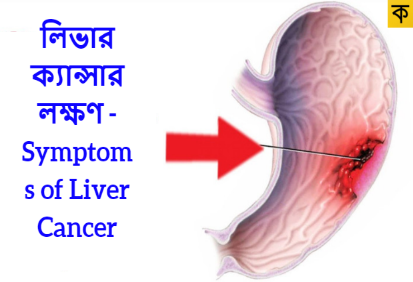 লিভার
ক্যান্সার
লক্ষণ -
Symptom
s of Liver
Cancer
ক